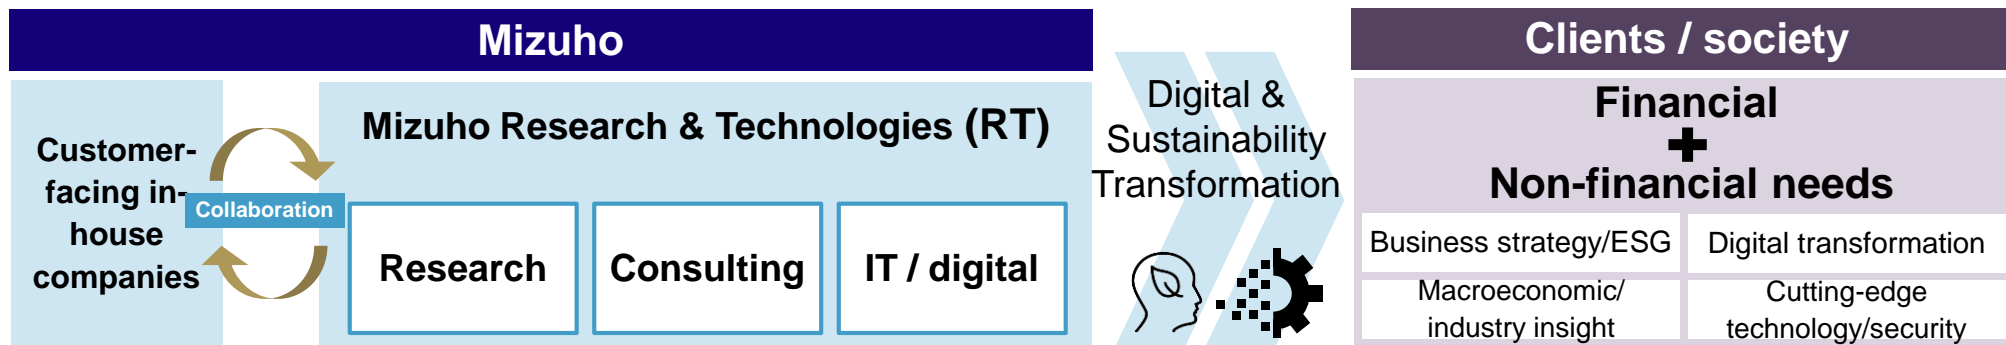 Mizuho
Customer-
facing in-
house
companies
Collaboration
Mizuho Research & Technologies (RT)
Research
Consulting
IT / digital
Digital &
Sustainability
Transformation
Clients / society
Financial
+
Non-financial needs
Business strategy/ESG
Digital transformation
Macroeconomic/
industry insight
Cutting-edge
technology/security